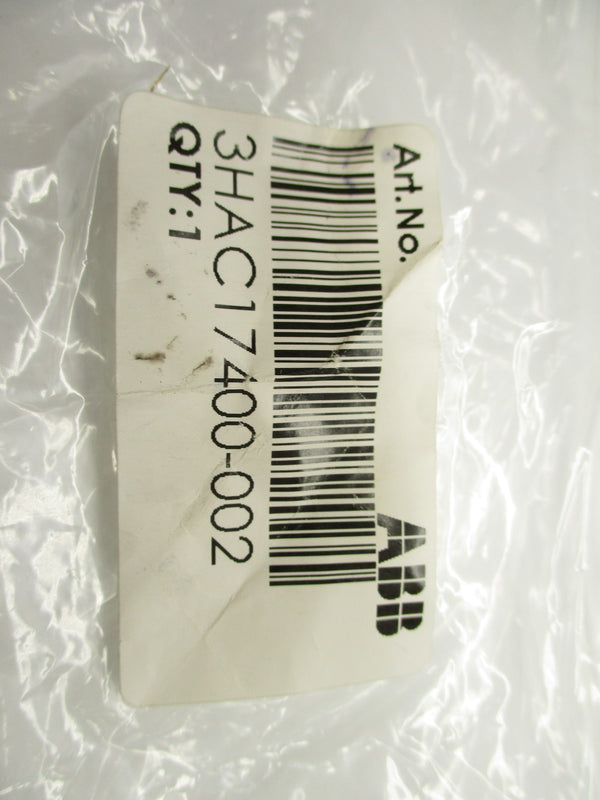 Art. No.
ABB
3HAC17400-002
QTY:1